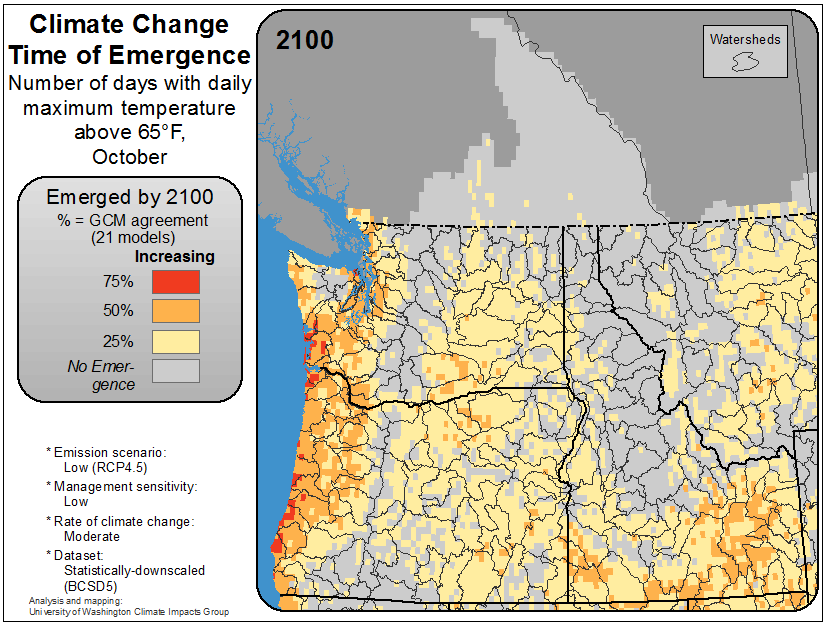 Climate Change
Time of Emergence
Number of days with daily
maximum temperature
above 65°F,
October
2100
Watersheds
Emerged by 2100
% = GCM agreement
(21 models)
Increasing
75%
50%
25%
No Emer-
gence
* Emission scenario:
Low (RCP4.5)
* Management sensitivity:
Low
* Rate of climate change:
Moderate
* Dataset:
Statistically-downscaled
(BCSD5)
Analysis and mapping:
University of Washington Climate Impacts Group